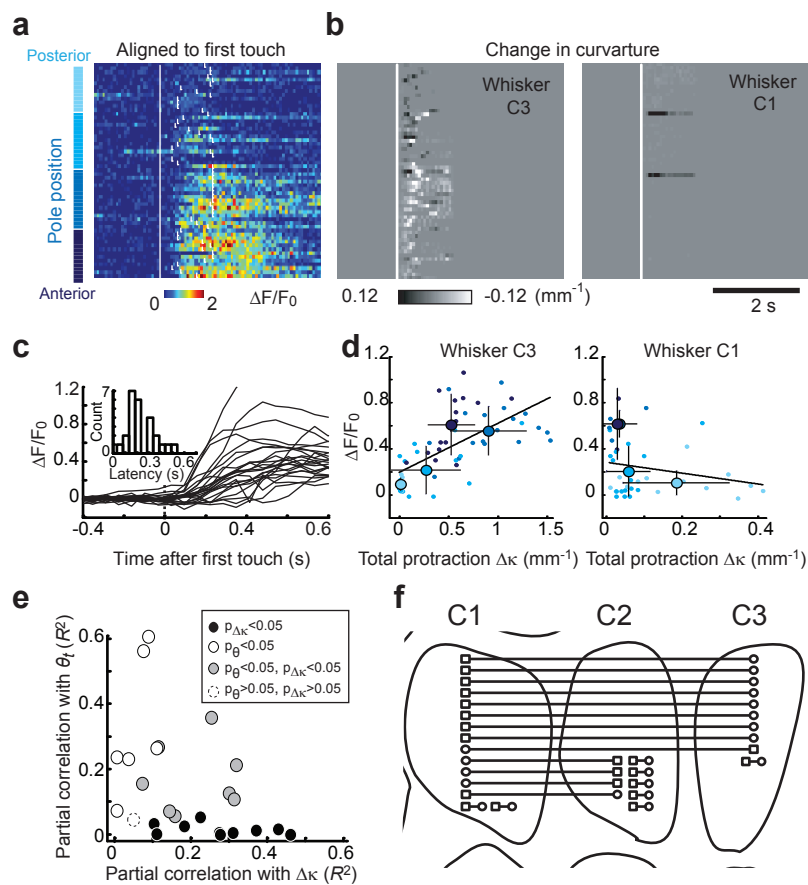 a
Aligned to first touch
Posterior
Pole position
Anterior
0 2 ΔF/F0
b
Change in curvarture
Whisker C3
Whisker C1
0.12 -0.12 (mm-1)
2 s
c
ΔF/F0
1.2
0.8
0.4
0
-0.4 -0.2 0 0.2 0.4 0.6
Time after first touch (s)
Count
7
0
0 0.3 0.6
Latency (s)
d
Whisker C3
Whisker C1
ΔF/F0
1.2
0.8
0.4
0
0 0.5 1.0 1.5
Total protraction Δκ (mm-1)
1.2
0.8
0.4
0
0 0.2 0.4
Total protraction Δκ (mm-1)
e
Partial correlation with θt (R2)
0.6
0.4
0.2
0
0 0.2 0.4 0.6
Partial correlation with Δκ (R2)
pΔκ<0.05
pθ<0.05
pθ<0.05, pΔκ<0.05
pθ>0.05, pΔκ>0.05
f
C1 C2 C3